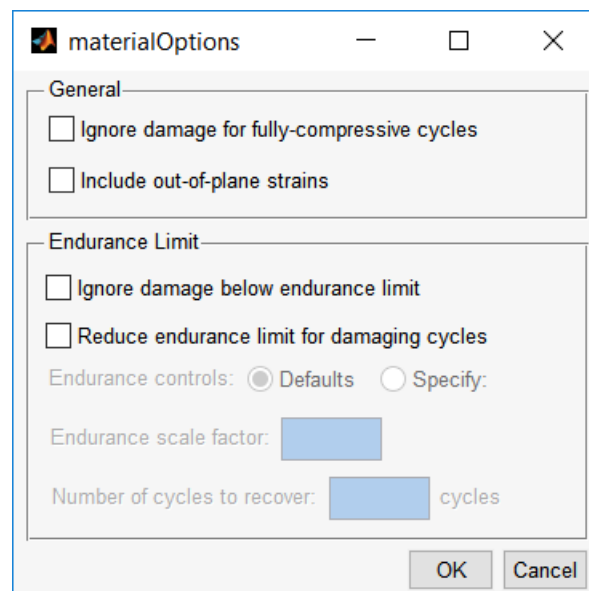 materialOptions
General
Ignore damage for fully-compressive cycles
Include out-of-plane strains
Endurance Limit
Ignore damage below endurance limit
Reduce endurance limit for damaging cycles
Endurance controls: Defaults Specify:
Endurance scale factor:
Number of cycles to recover: cycles
OK Cancel